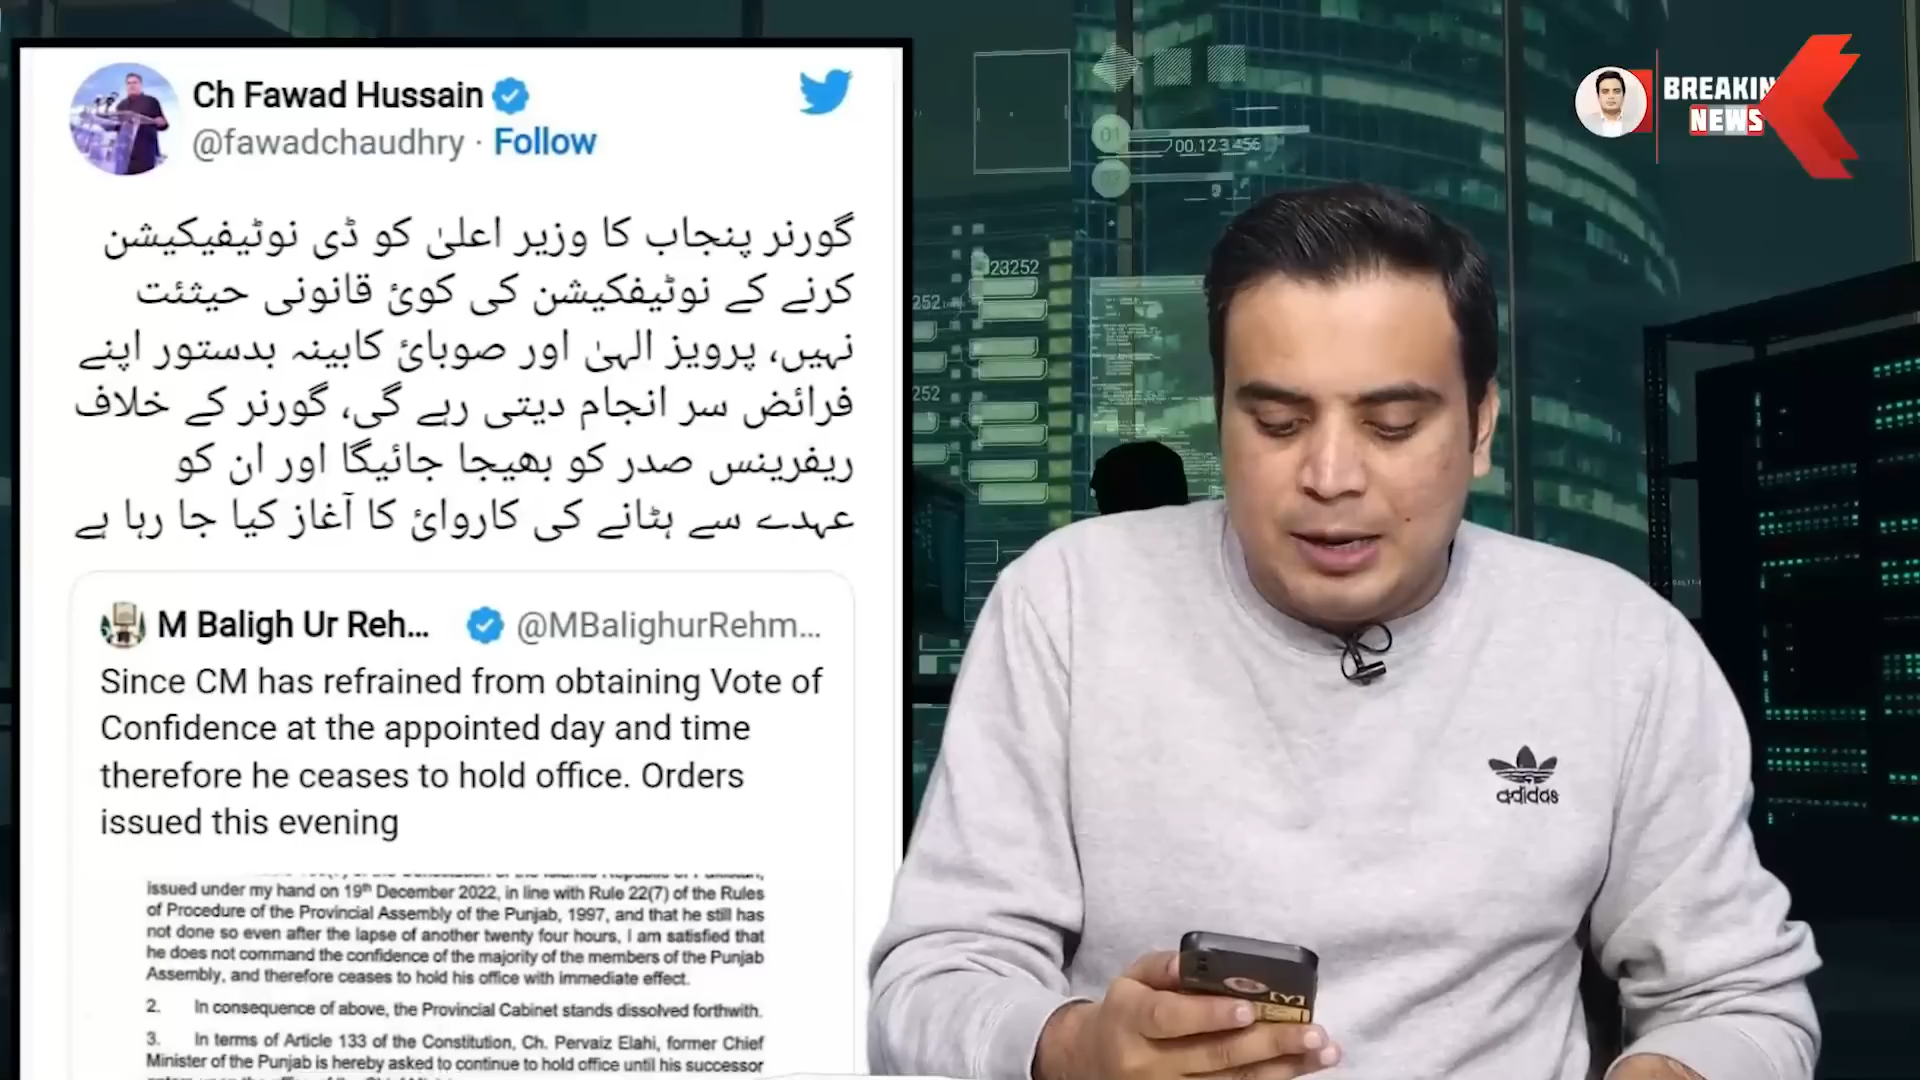 Ch Fawad Hussain
@fawadchaudhry · Follow
گورنر پنجاب کا وزیر اعلیٰ کو ڈی نوٹیفیکیشن
کرنے کے نوٹیفکیشن کی کوئ قانونی حیثئت
نہیں، پرویز الہیٰ اور صوبائ کابینہ بدستور اپنے
فرائض سر انجام دیتی رہے گی، گورنر کے خلاف
ریفرینس صدر کو بھیجا جائیگا اور ان کو
عہدے سے ہٹانے کی کاروائ کا آغاز کیا جا رہا ہے
M Baligh Ur Reh... @MBalighurRehm...
Since CM has refrained from obtaining Vote of
Confidence at the appointed day and time
therefore he ceases to hold office. Orders
issued this evening
issued under my hand on 19th December 2022, in line with Rule 22(7) of the Rules
of Procedure of the Provincial Assembly of the Punjab, 1997, and that he still has
not done so even after the lapse of another twenty four hours, I am satisfied that
he does not command the confidence of the majority of the members of the Punjab
Assembly, and therefore ceases to hold his office with immediate effect.
2. In consequence of above, the Provincial Cabinet stands dissolved forthwith.
3. In terms of Article 133 of the Constitution, Ch. Pervaiz Elahi, former Chief
Minister of the Punjab is hereby asked to continue to hold office until his successor
BREAKIN
NEWS
01
00.123.456
23252
252
252
adidas